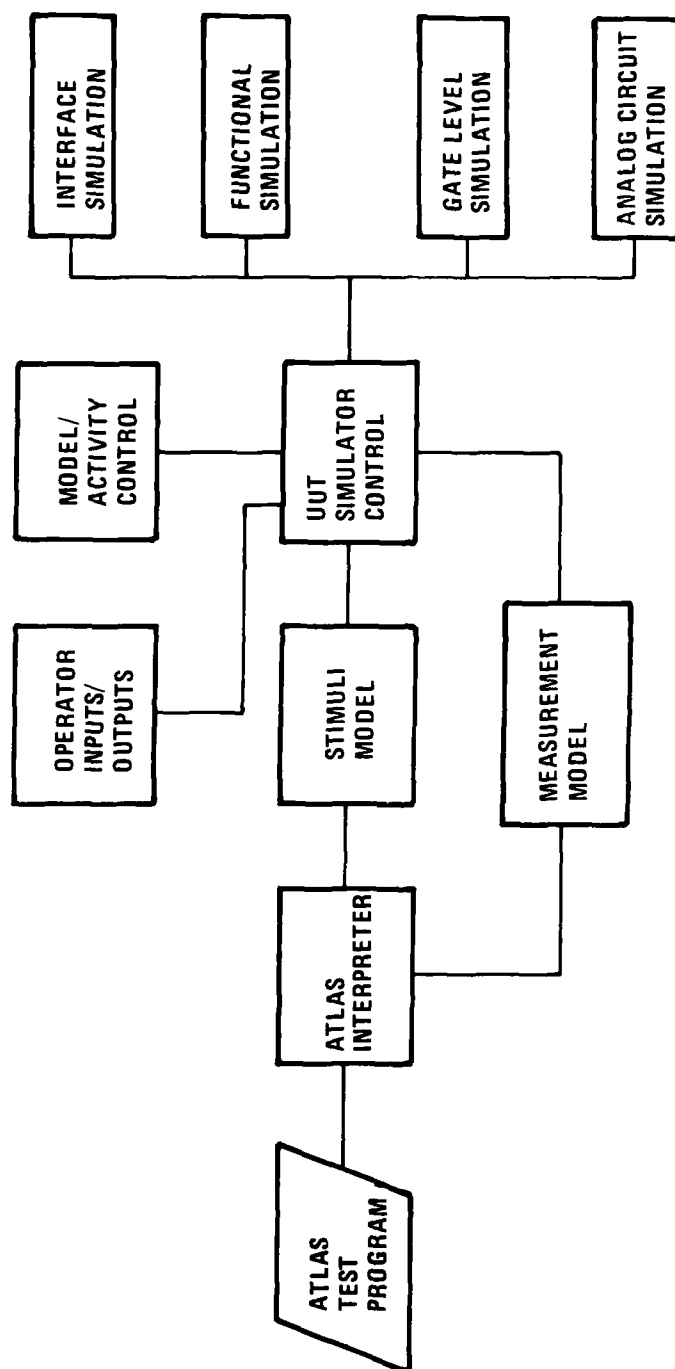 ATLAS
TEST
PROGRAM
ATLAS
INTERPRETER
OPERATOR
INPUTS/
OUTPUTS
STIMULI
MODEL
MEASUREMENT
MODEL
MODEL/
ACTIVITY
CONTROL
UUT
SIMULATOR
CONTROL
INTERFACE
SIMULATION
FUNCTIONAL
SIMULATION
GATE LEVEL
SIMULATION
ANALOG CIRCUIT
SIMULATION